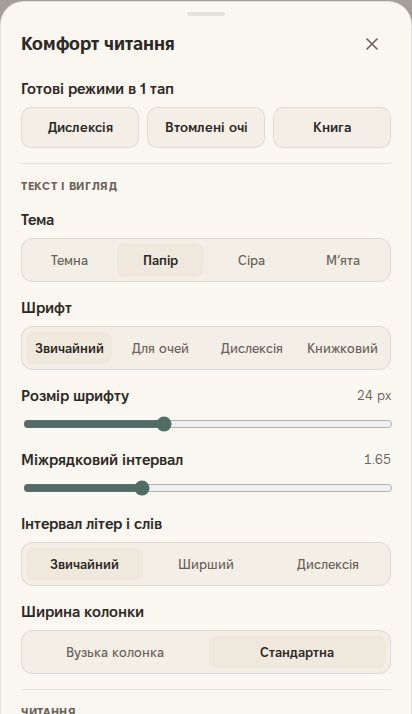 Комфорт читання
Готові режими в 1 тап
Дислексія Втомлені очі Книга
ТЕКСТ І ВИГЛЯД
Тема
Темна Папір Сіра М’ята
Шрифт
Звичайний Для очей Дислексія Книжковий
Розмір шрифту 24 px
Міжрядковий інтервал 1.65
Інтервал літер і слів
Звичайний Ширший Дислексія
Ширина колонки
Вузька колонка Стандартна
ЧИТАННЯ